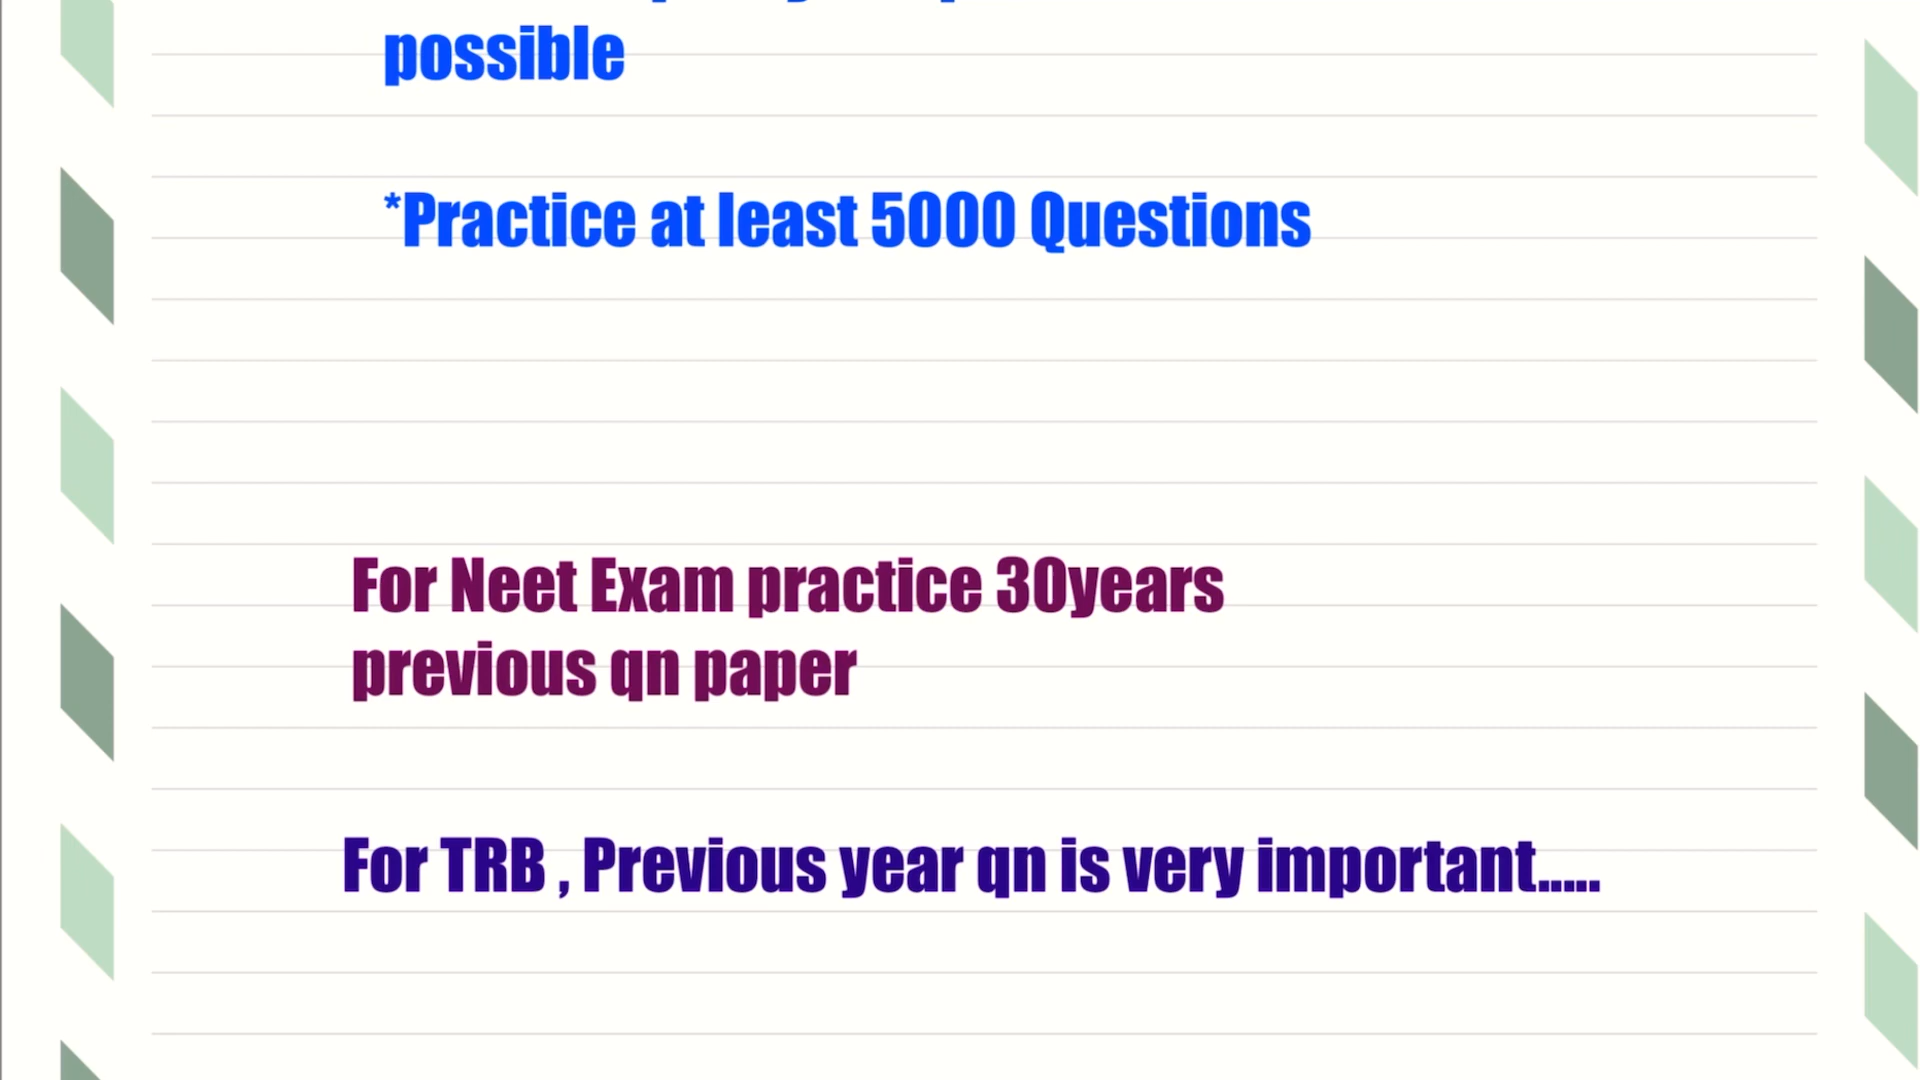 possible
*Practice at least 5000 Questions
For Neet Exam practice 30years
previous qn paper
For TRB , Previous year qn is very important.....